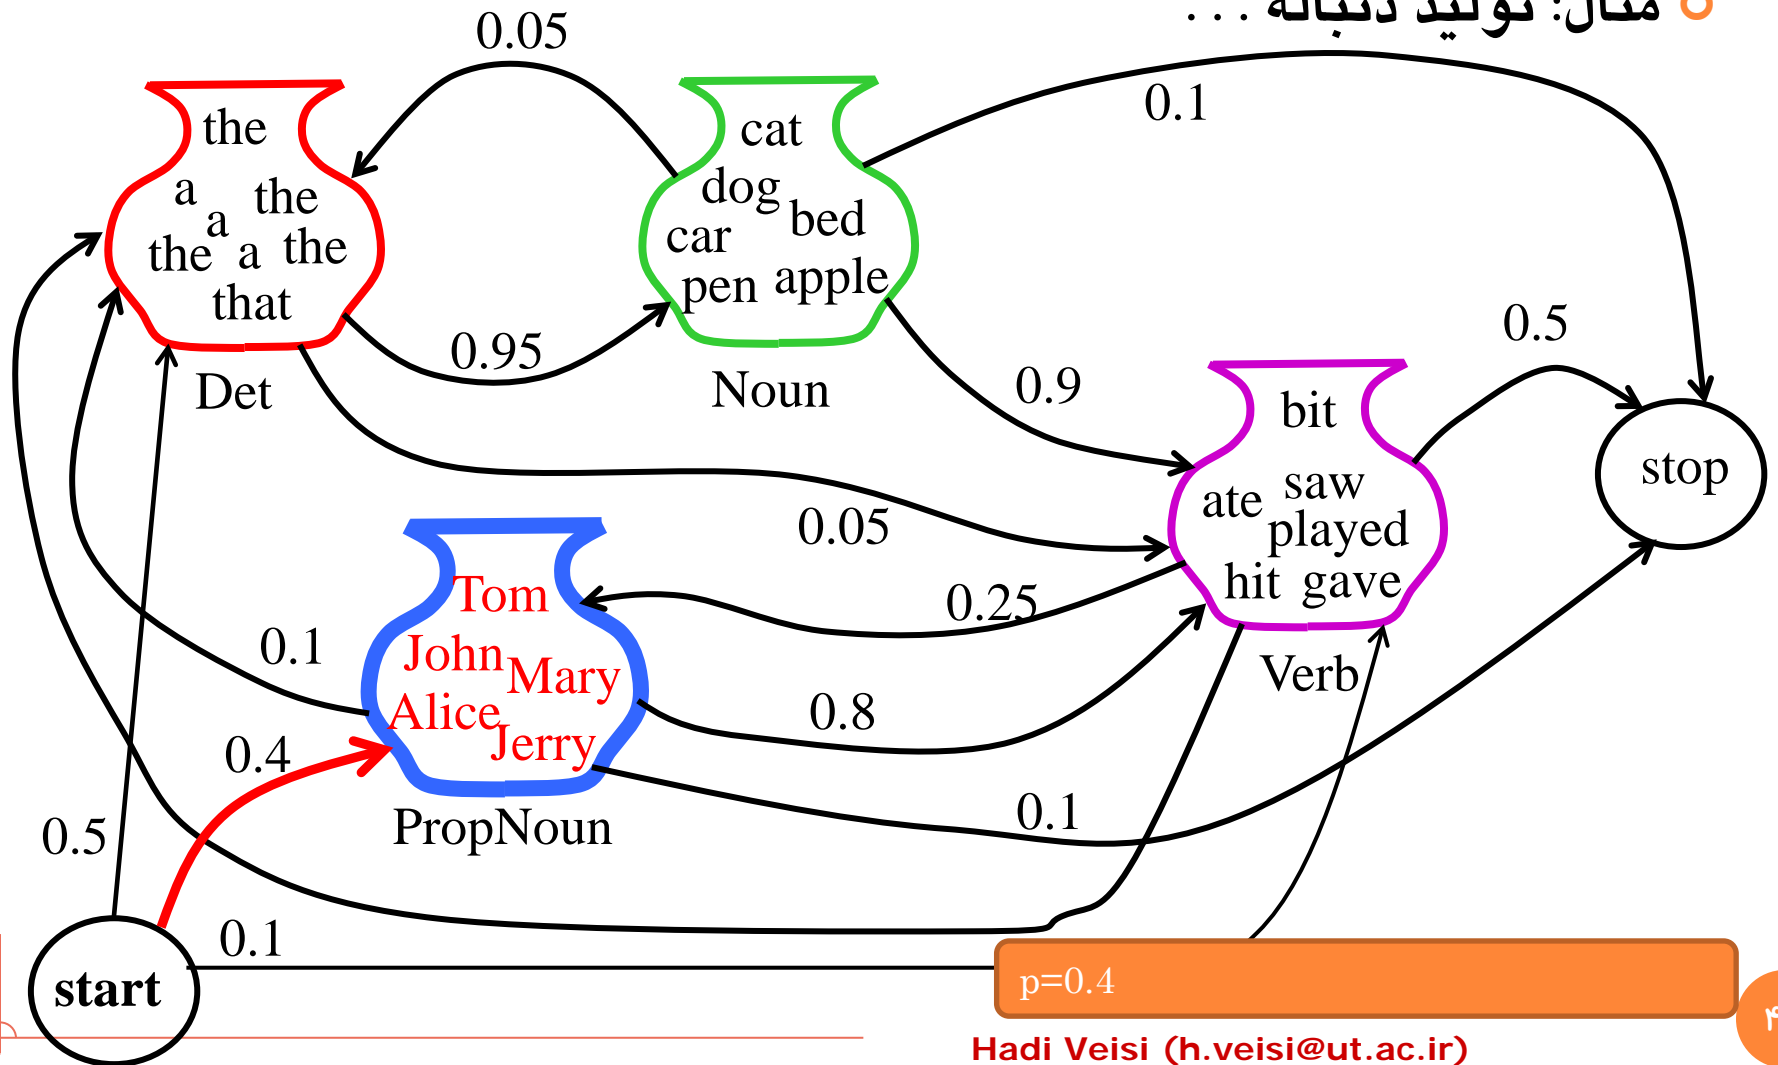 مثال: تولید دنباله ...
0.05
0.1
the
a the
a
the a the
that
Det
cat
dog
bed
car
pen apple
Noun
0.95
0.9
0.5
bit
saw
ate
played
hit gave
Verb
stop
0.05
0.25
Tom
John
Mary
Alice
Jerry
PropNoun
0.1
0.8
0.4
0.1
0.5
0.1
start
p=0.4
Hadi Veisi (h.veisi@ut.ac.ir)